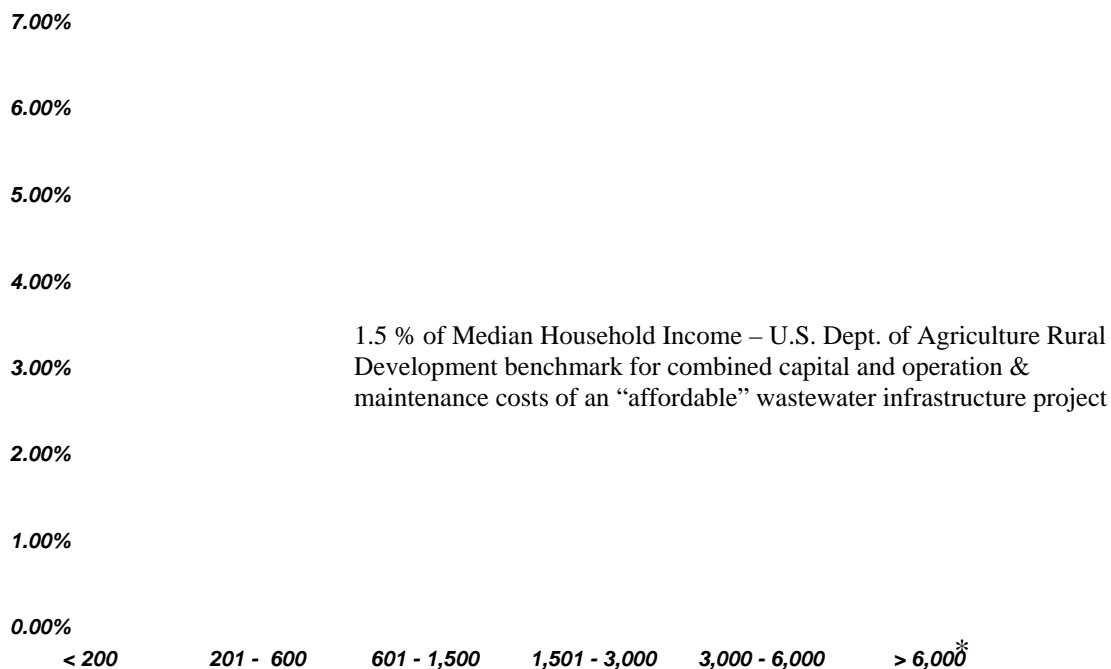 7.00%
6.00%
5.00%
4.00%
1.5 % of Median Household Income – U.S. Dept. of Agriculture Rural
3.00%
Development benchmark for combined capital and operation &
maintenance costs of an “affordable” wastewater infrastructure project
2.00%
1.00%
0.00%
< 200 201 - 600 601 - 1,500 1,501 - 3,000 3,000 - 6,000 > 6,000*